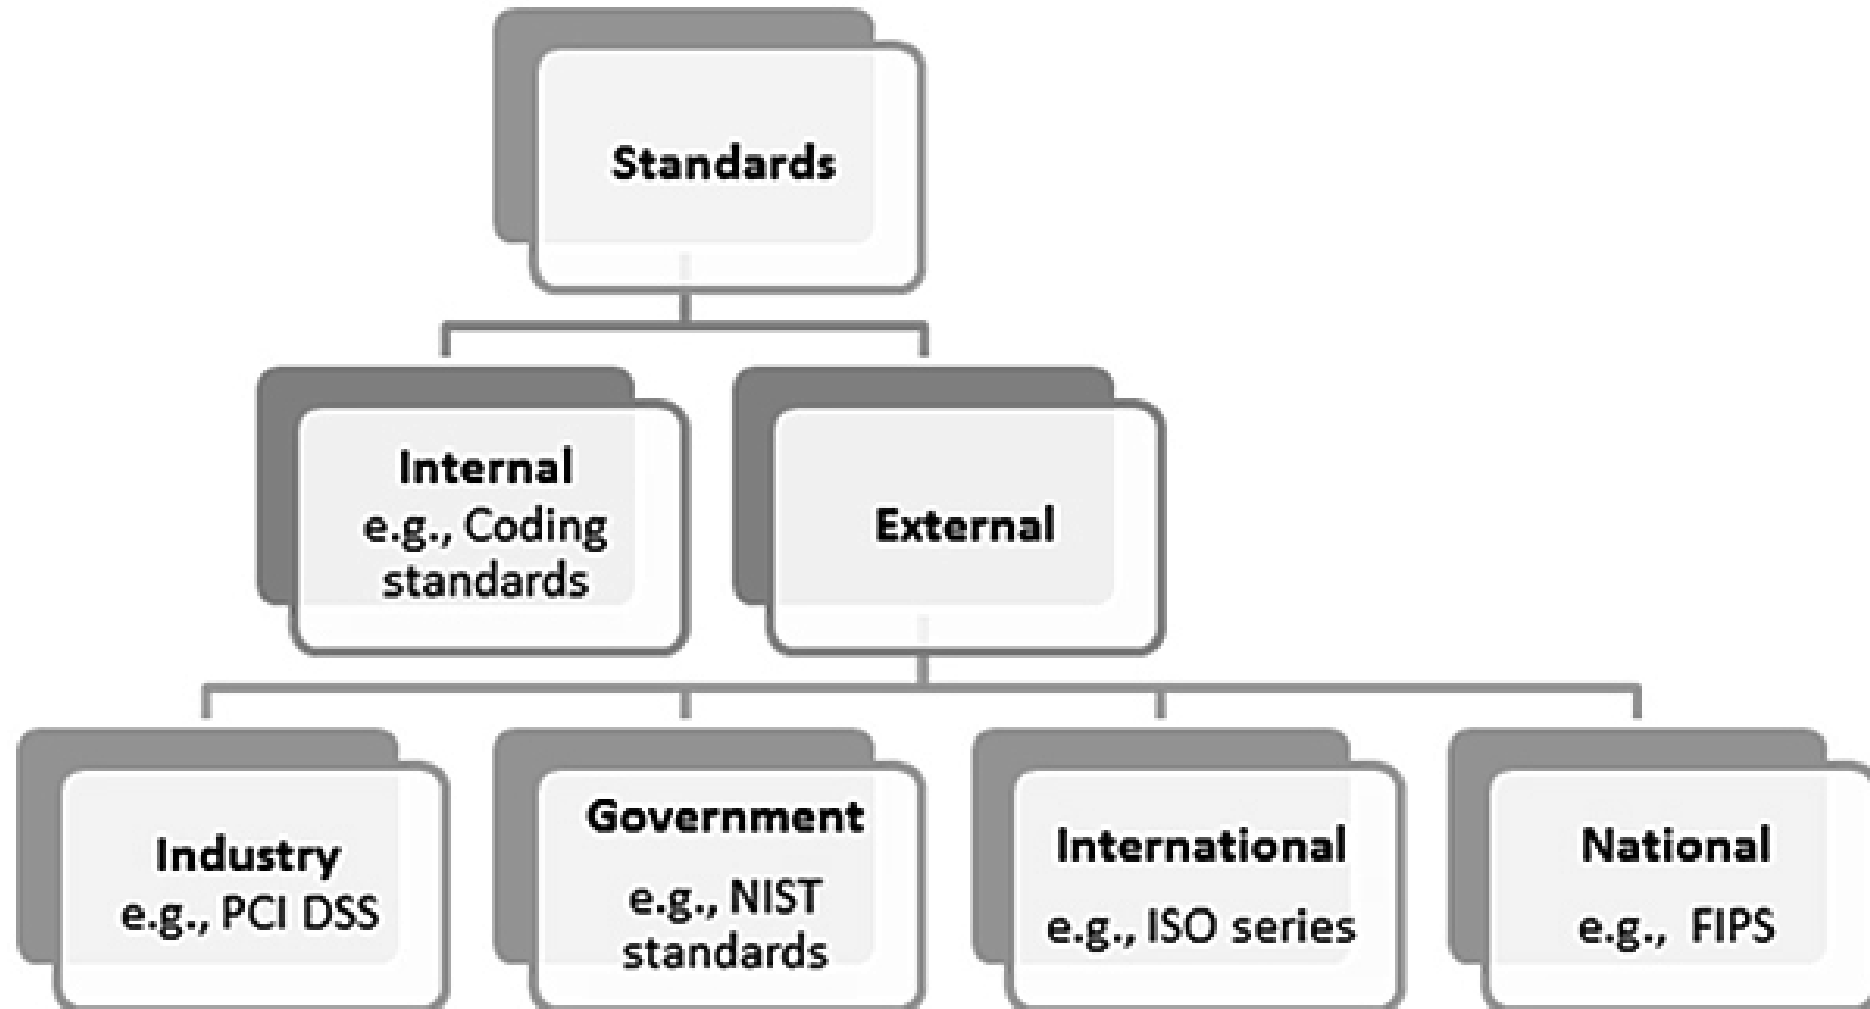 Standards
Internal
e.g., Coding
standards
External
Industry
e.g., PCI DSS
Government
e.g., NIST
standards
International
e.g., ISO series
National
e.g., FIPS